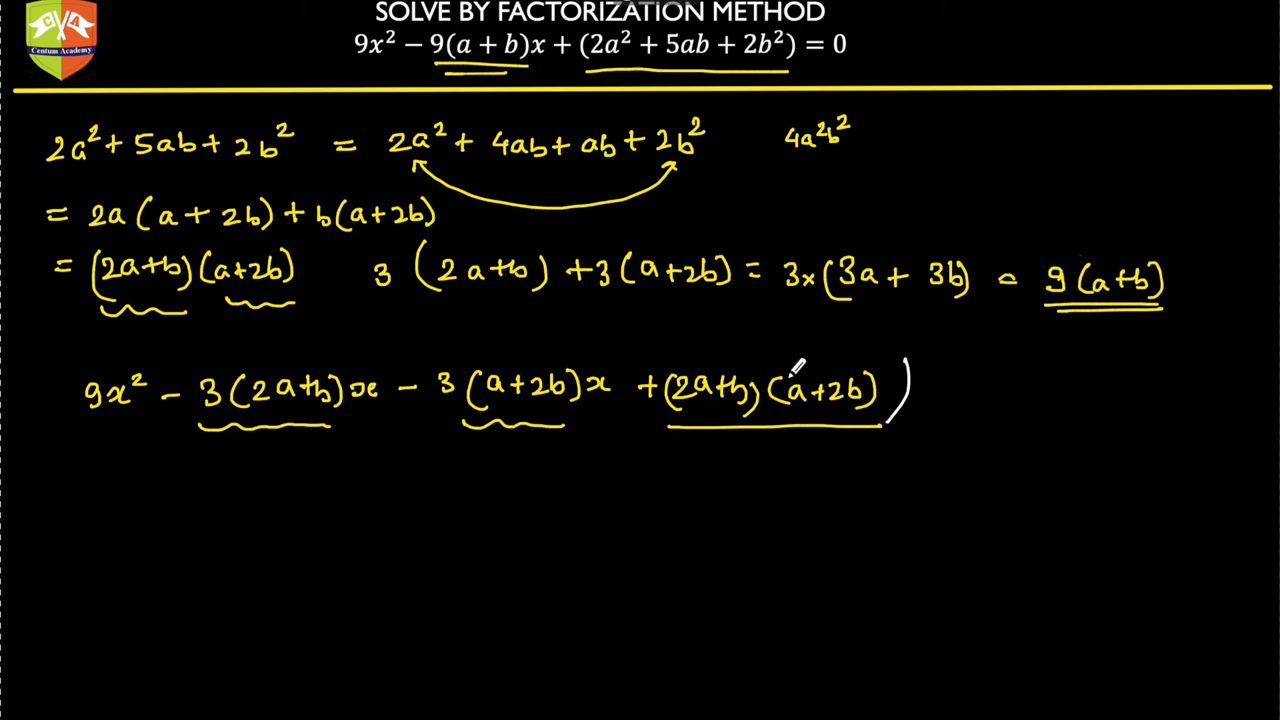 C A
Centum Academy
SOLVE BY FACTORIZATION METHOD
9x² − 9(a + b)x + (2a² + 5ab + 2b²) = 0
2a² + 5ab + 2b² = 2a² + 4ab + ab + 2b² 4a²b²
= 2a (a + 2b) + b(a+2b)
= (2a+b)(a+2b) 3 (2a+b) + 3(a+2b) = 3×(3a + 3b) = 9(a+b)
9x² − 3(2a+b)x − 3(a+2b)x + (2a+b)(a+2b) )